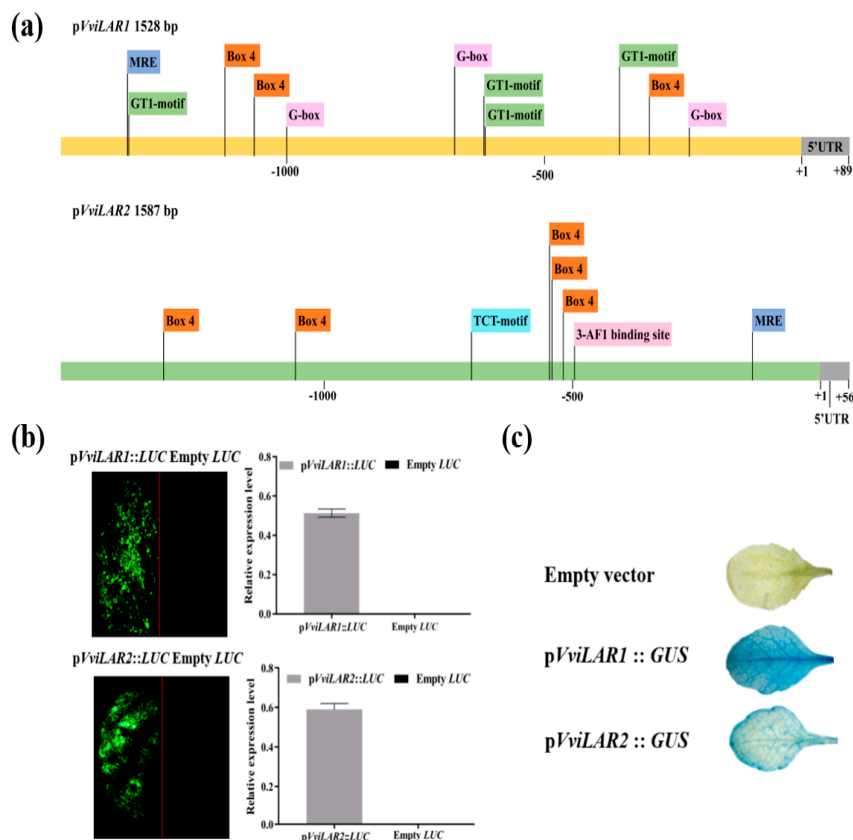 (a)
pVviLAR1 1528 bp
MRE
Box 4
G-box
GT1-motif
GT1-motif
Box 4
GT1-motif
Box 4
GT1-motif
G-box
GT1-motif
G-box
5'UTR
-1000
-500
+1
+89
pVviLAR2 1587 bp
Box 4
Box 4
Box 4
Box 4
Box 4
TCT-motif
3-AF1 binding site
MRE
-1000
-500
+1
+56
5'UTR
(b)
pVviLAR1::LUC Empty LUC
pVviLAR1::LUC
Empty LUC
Relative expression level
0.8
0.6
0.4
0.2
0.0
pVviLAR1::LUC
Empty LUC
pVviLAR2::LUC Empty LUC
pVviLAR2::LUC
Empty LUC
Relative expression level
0.8
0.6
0.4
0.2
0.0
pVviLAR2::LUC
Empty LUC
(c)
Empty vector
pVviLAR1 :: GUS
pVviLAR2 :: GUS